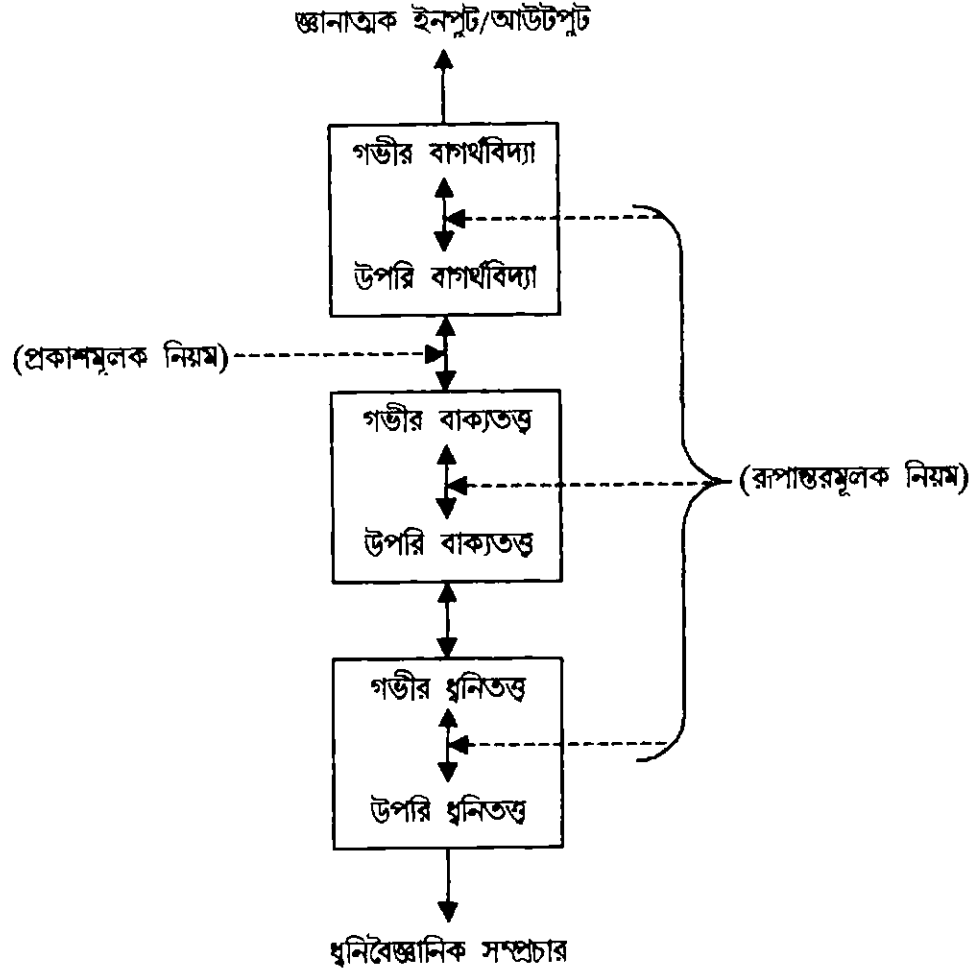 জ্ঞানাত্মক ইনপুট/আউটপুট
গভীর বাগর্থবিদ্যা
উপরি বাগর্থবিদ্যা
(প্রকাশমূলক নিয়ম)
গভীর বাক্যতত্ত্ব
(রূপান্তরমূলক নিয়ম)
উপরি বাক্যতত্ত্ব
গভীর ধ্বনিতত্ত্ব
উপরি ধ্বনিতত্ত্ব
ধ্বনিবৈজ্ঞানিক সম্প্রচার